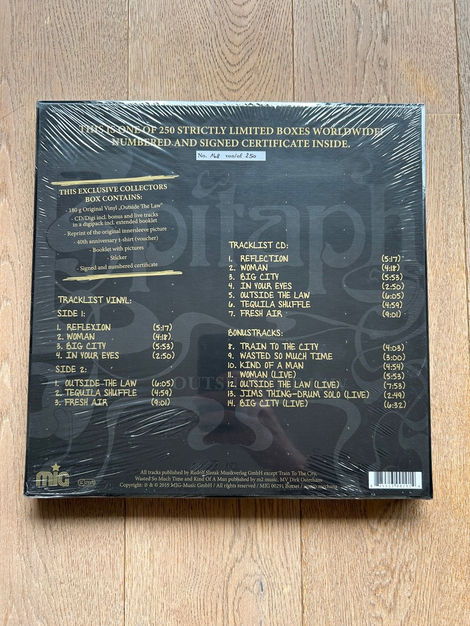 THIS IS ONE OF 250 STRICTLY LIMITED BOXES WORLDWIDE!
NUMBERED AND SIGNED CERTIFICATE INSIDE.
No. 148 von/of 250
THIS EXCLUSIVE COLLECTORS
BOX CONTAINS:
- 180 g Original Vinyl „Outside The Law"
- CD/Digi incl. bonus and live tracks
in a digipack incl. extended booklet
- Reprint of the original innersleeve picture
- 40th anniversary t-shirt (voucher)
- Booklet with pictures
- Sticker
- Signed and numbered certificate
TRACKLIST VINYL:
SIDE 1:
1. REFLEXION (5:17)
2. WOMAN (4:18)
3. BIG CITY (5:53)
4. IN YOUR EYES (2:50)
SIDE 2:
1. OUTSIDE THE LAW (6:05)
2. TEQUILA SHUFFLE (4:59)
3. FRESH AIR (9:01)
TRACKLIST CD:
1. REFLECTION (5:17)
2. WOMAN (4:18)
3. BIG CITY (5:53)
4. IN YOUR EYES (2:50)
5. OUTSIDE THE LAW (6:05)
6. TEQUILA SHUFFLE (4:59)
7. FRESH AIR (9:01)
BONUSTRACKS:
8. TRAIN TO THE CITY (4:03)
9. WASTED SO MUCH TIME (3:00)
10. KIND OF A MAN (4:54)
11. WOMAN (LIVE) (5:53)
12. OUTSIDE THE LAW (LIVE) (7:53)
13. JIMS THING-DRUM SOLO (LIVE) (2:49)
14. BIG CITY (LIVE) (6:32)
OUTSIDE
MIG
All tracks published by Rudolf Slezak Musikverlag GmbH except Train To The City,
Wasted So Much Time and Kind Of A Man published by m2 music, MV Dirk
Copyright: ℗ & © 2019 MIG-Music GmbH / All rights reserved / MIG 00291